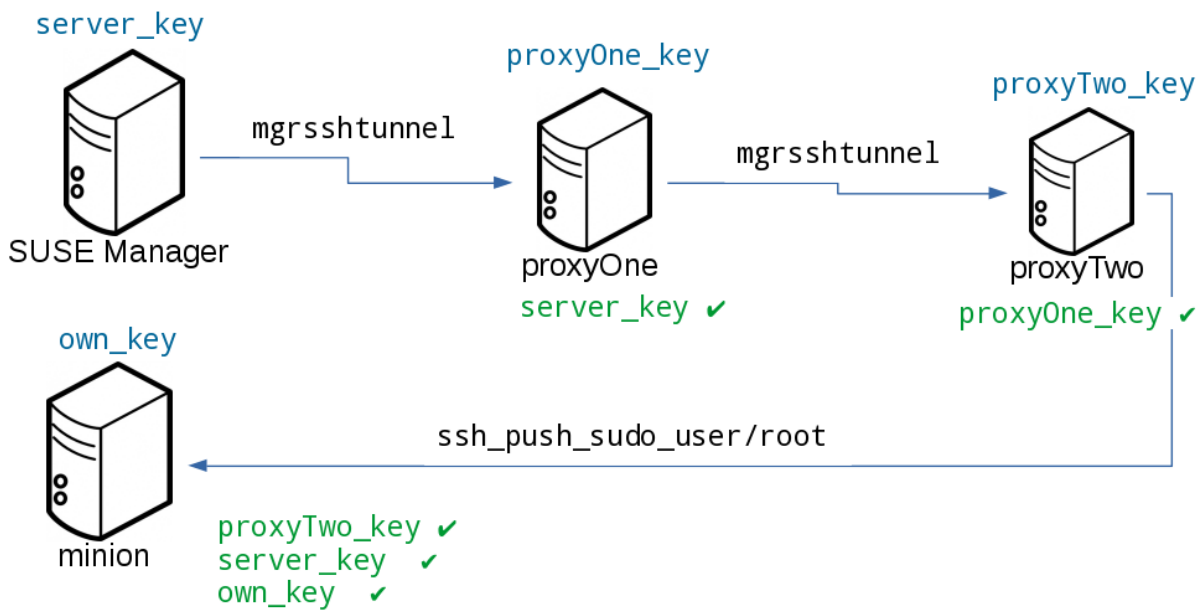 server_key
proxyOne_key
proxyTwo_key
mgrsshtunnel
mgrsshtunnel
SUSE Manager
proxyOne
proxyTwo
server_key ✔
proxyOne_key ✔
own_key
ssh_push_sudo_user/root
minion
proxyTwo_key ✔
server_key ✔
own_key ✔